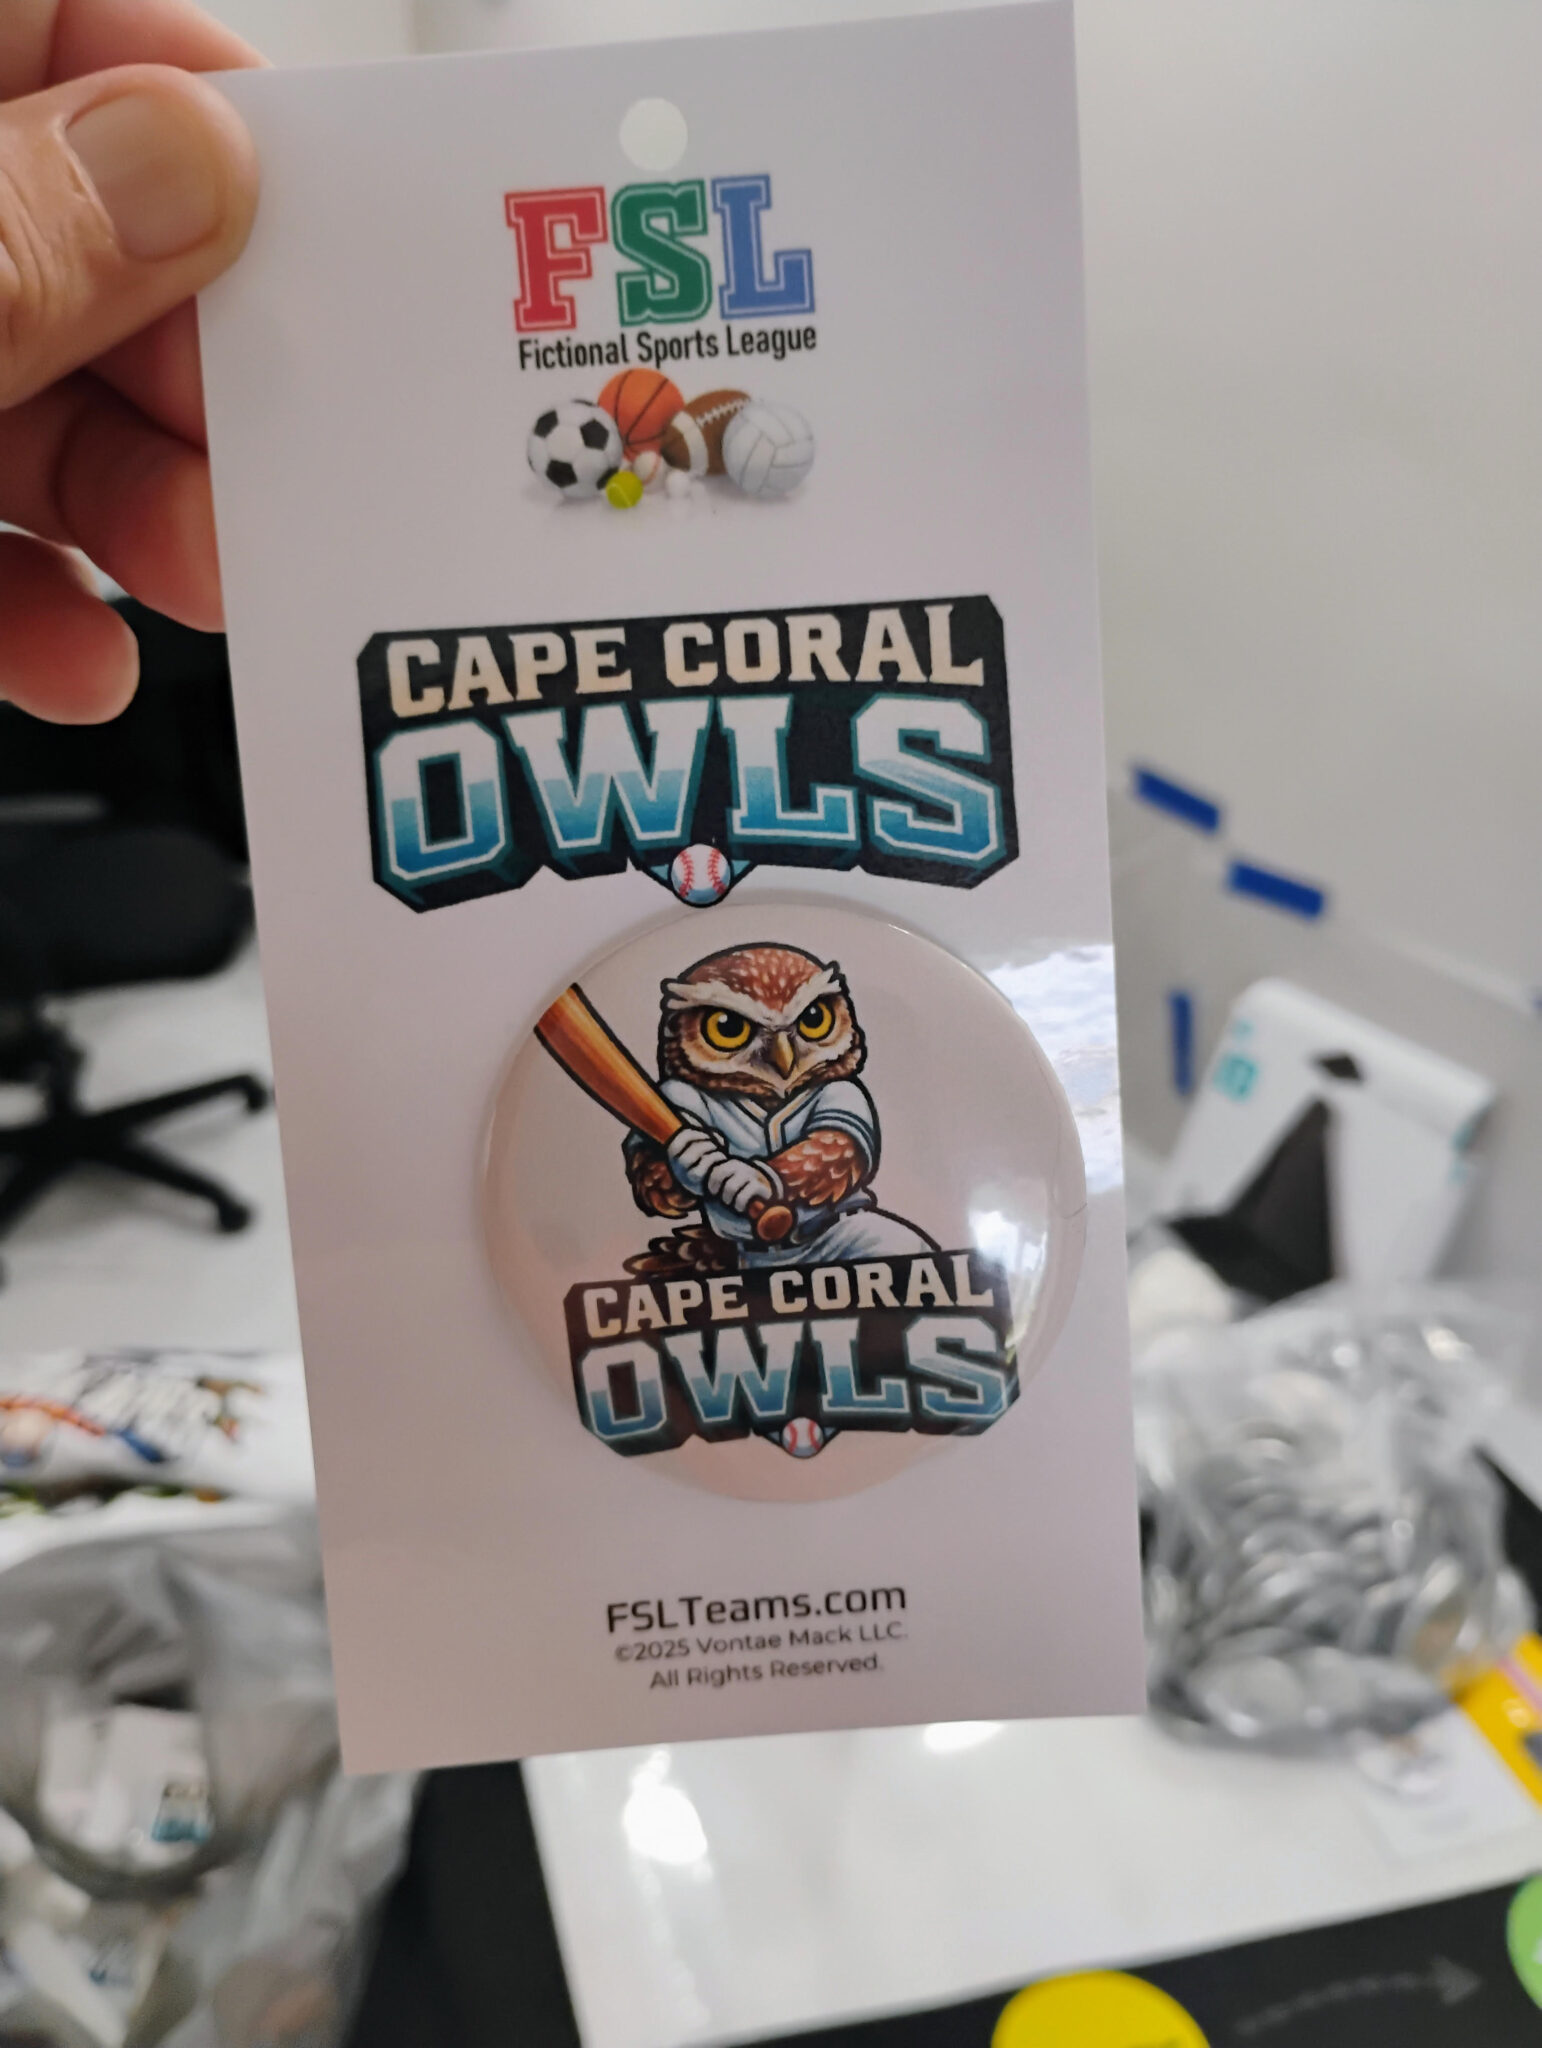 FSL
Fictional Sports League
CAPE CORAL
OWLS
CAPE CORAL
OWLS
FSLTeams.com
©2025 Vontae Mack LLC.
All Rights Reserved.